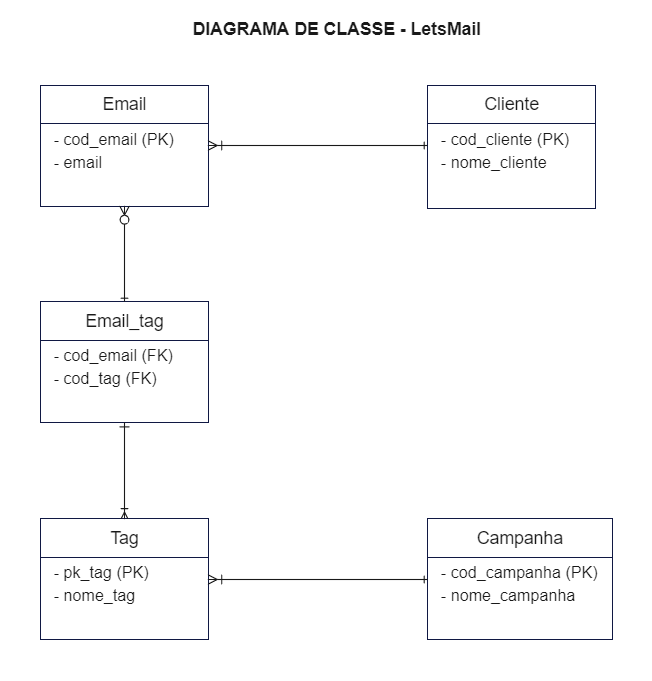 DIAGRAMA DE CLASSE - LetsMail
Email
- cod_email (PK)
- email
Cliente
- cod_cliente (PK)
- nome_cliente
Email_tag
- cod_email (FK)
- cod_tag (FK)
Tag
- pk_tag (PK)
- nome_tag
Campanha
- cod_campanha (PK)
- nome_campanha